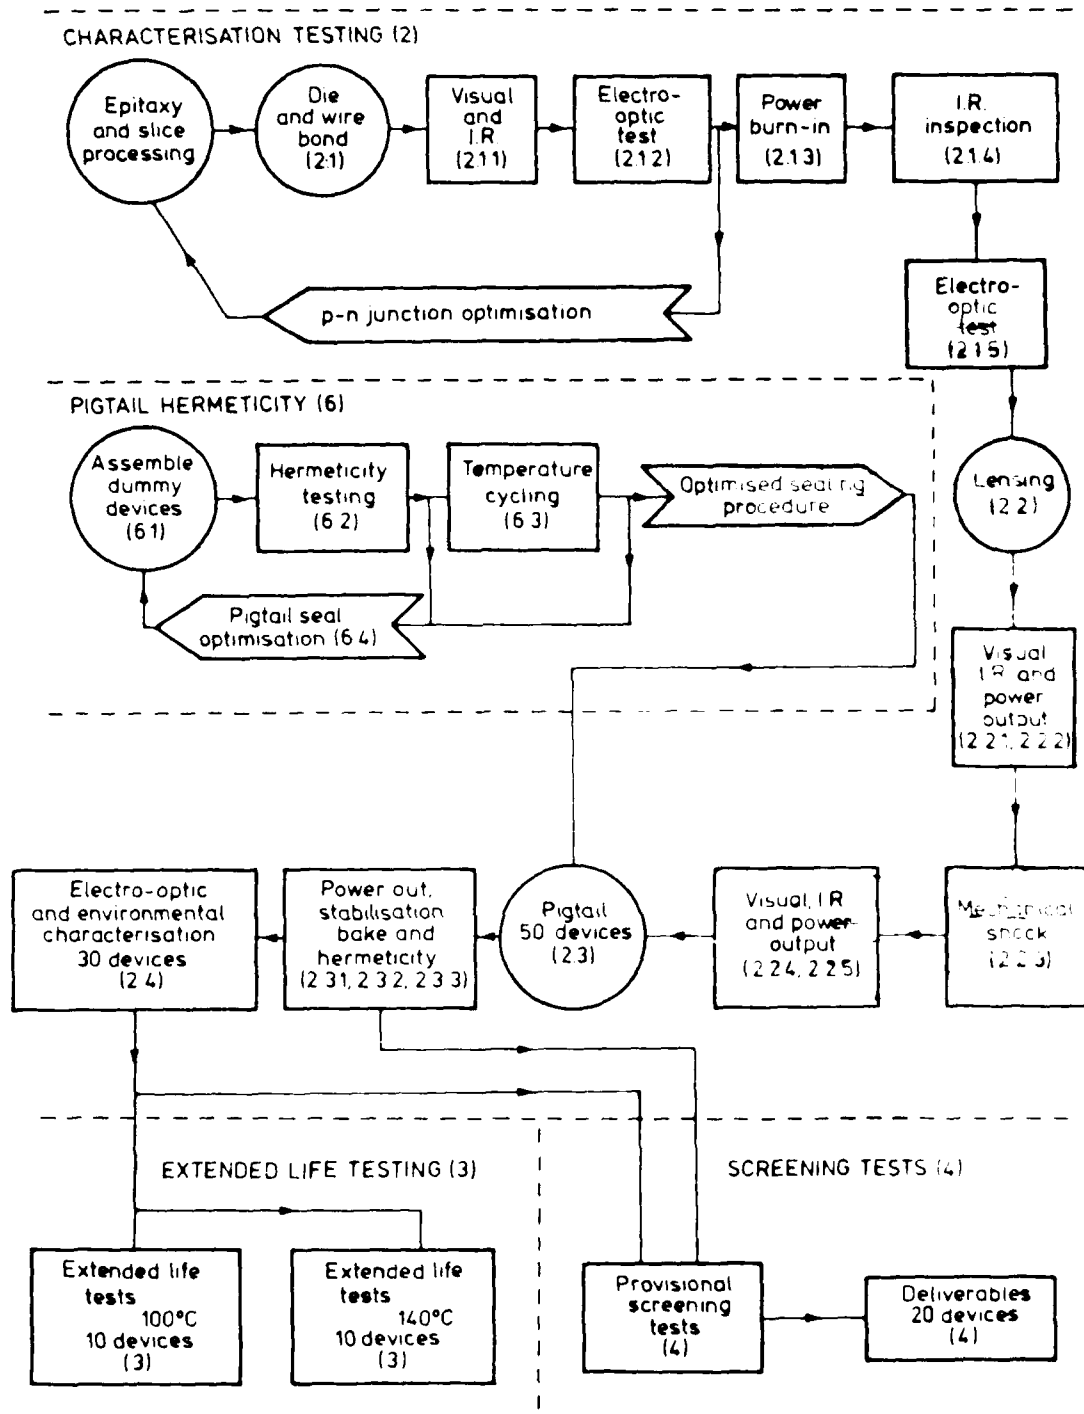 CHARACTERISATION TESTING (2)
Epitaxy
and slice
processing
Die
and wire
bond
(2.1)
Visual
and
I.R.
(2.1.1)
Electro-
optic
test
(2.1.2)
Power
burn-in
(2.1.3)
I.R.
inspection
(2.1.4)
Electro-
optic
test
(2.1.5)
p-n junction optimisation
PIGTAIL HERMETICITY (6)
Assemble
dummy
devices
(6.1)
Hermeticity
testing
(6.2)
Temperature
cycling
(6.3)
Optimised sealing
procedure
Pigtail seal
optimisation (6.4)
Lensing
(2.2)
Visual
I.R. and
power
output
(2.2.1, 2.2.2)
Mechanical
shock
(2.2.3)
Visual, I.R.
and power-
output
(2.2.4, 2.2.5)
Pigtail
50 devices
(2.3)
Power out,
stabilisation
bake and
hermeticity
(2.3.1, 2.3.2, 2.3.3)
Electro-optic
and environmental
characterisation
30 devices
(2.4)
EXTENDED LIFE TESTING (3)
SCREENING TESTS (4)
Extended life
tests
100°C
10 devices
(3)
Extended life
tests
140°C
10 devices
(3)
Provisional
screening
tests
(4)
Deliverables
20 devices
(4)